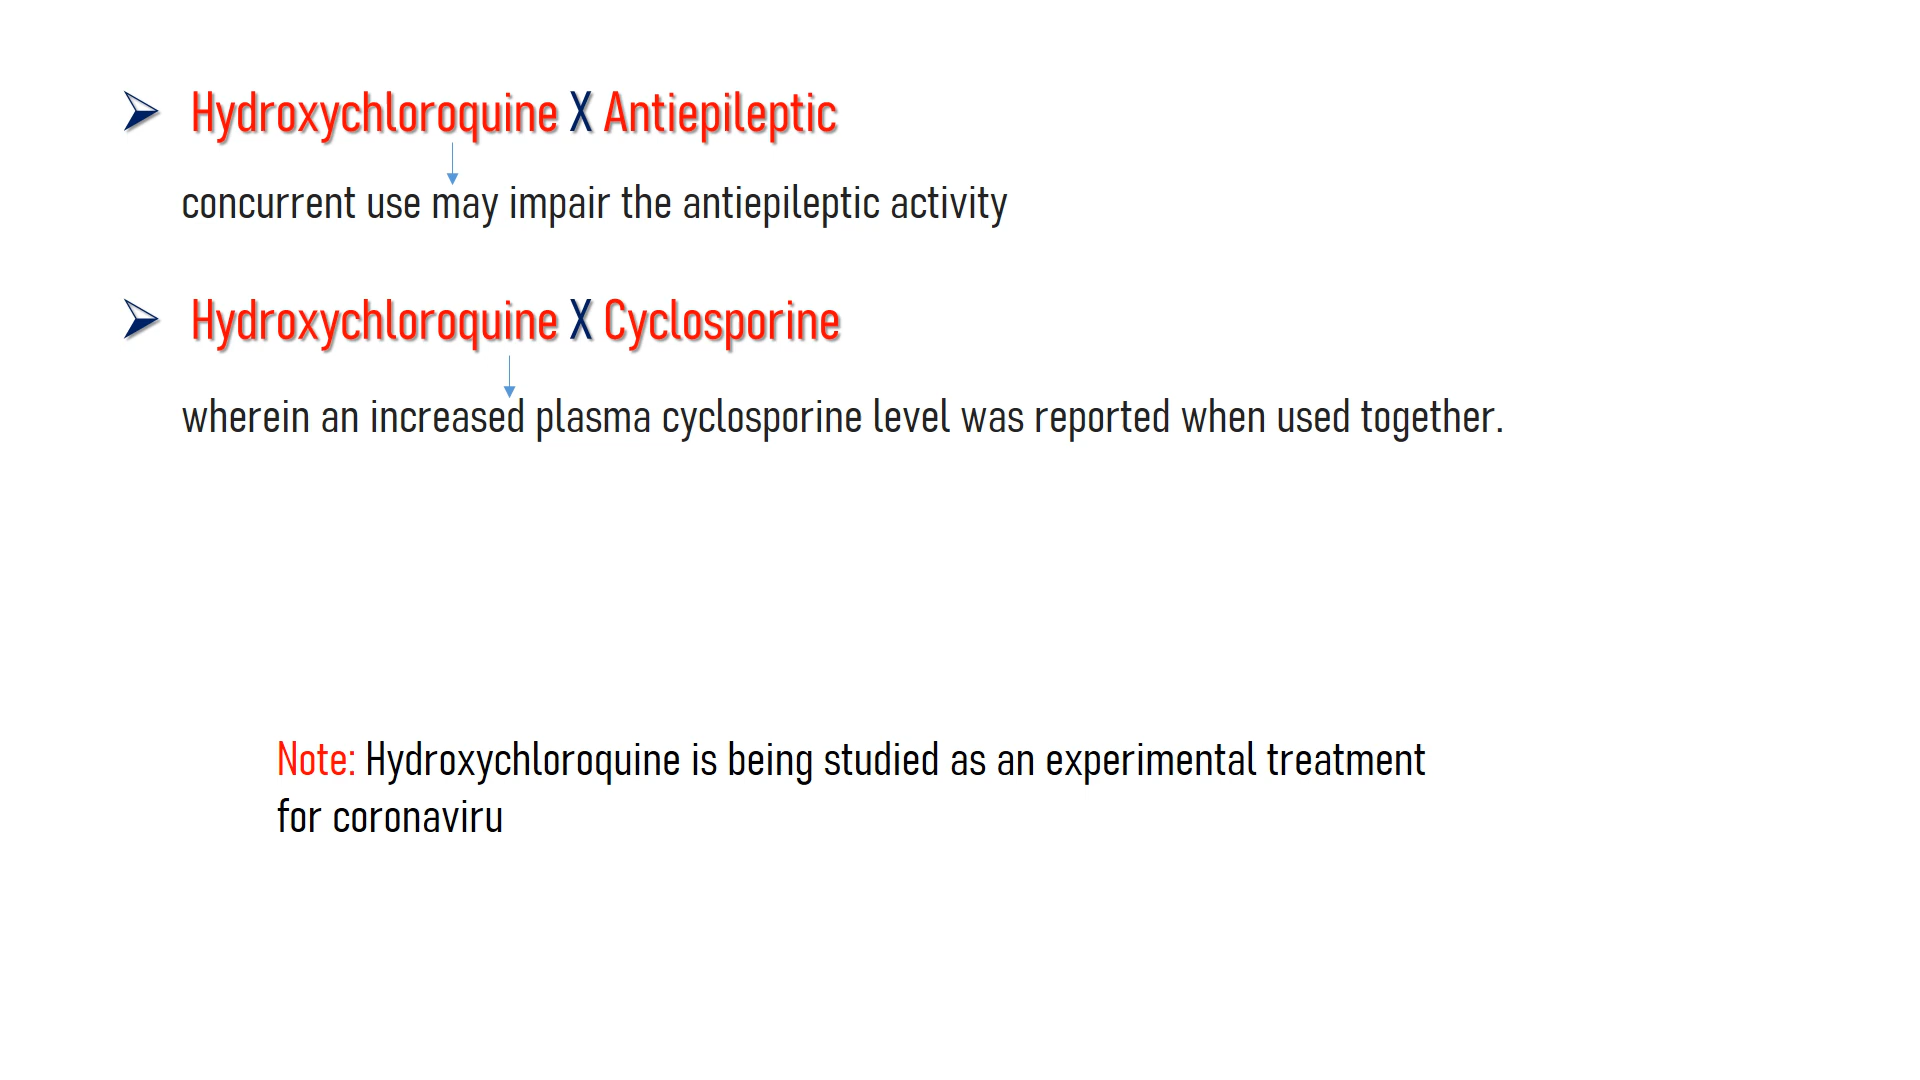 Hydroxychloroquine X Antiepileptic
concurrent use may impair the antiepileptic activity
Hydroxychloroquine X Cyclosporine
wherein an increased plasma cyclosporine level was reported when used together.
Note: Hydroxychloroquine is being studied as an experimental treatment
for coronaviru